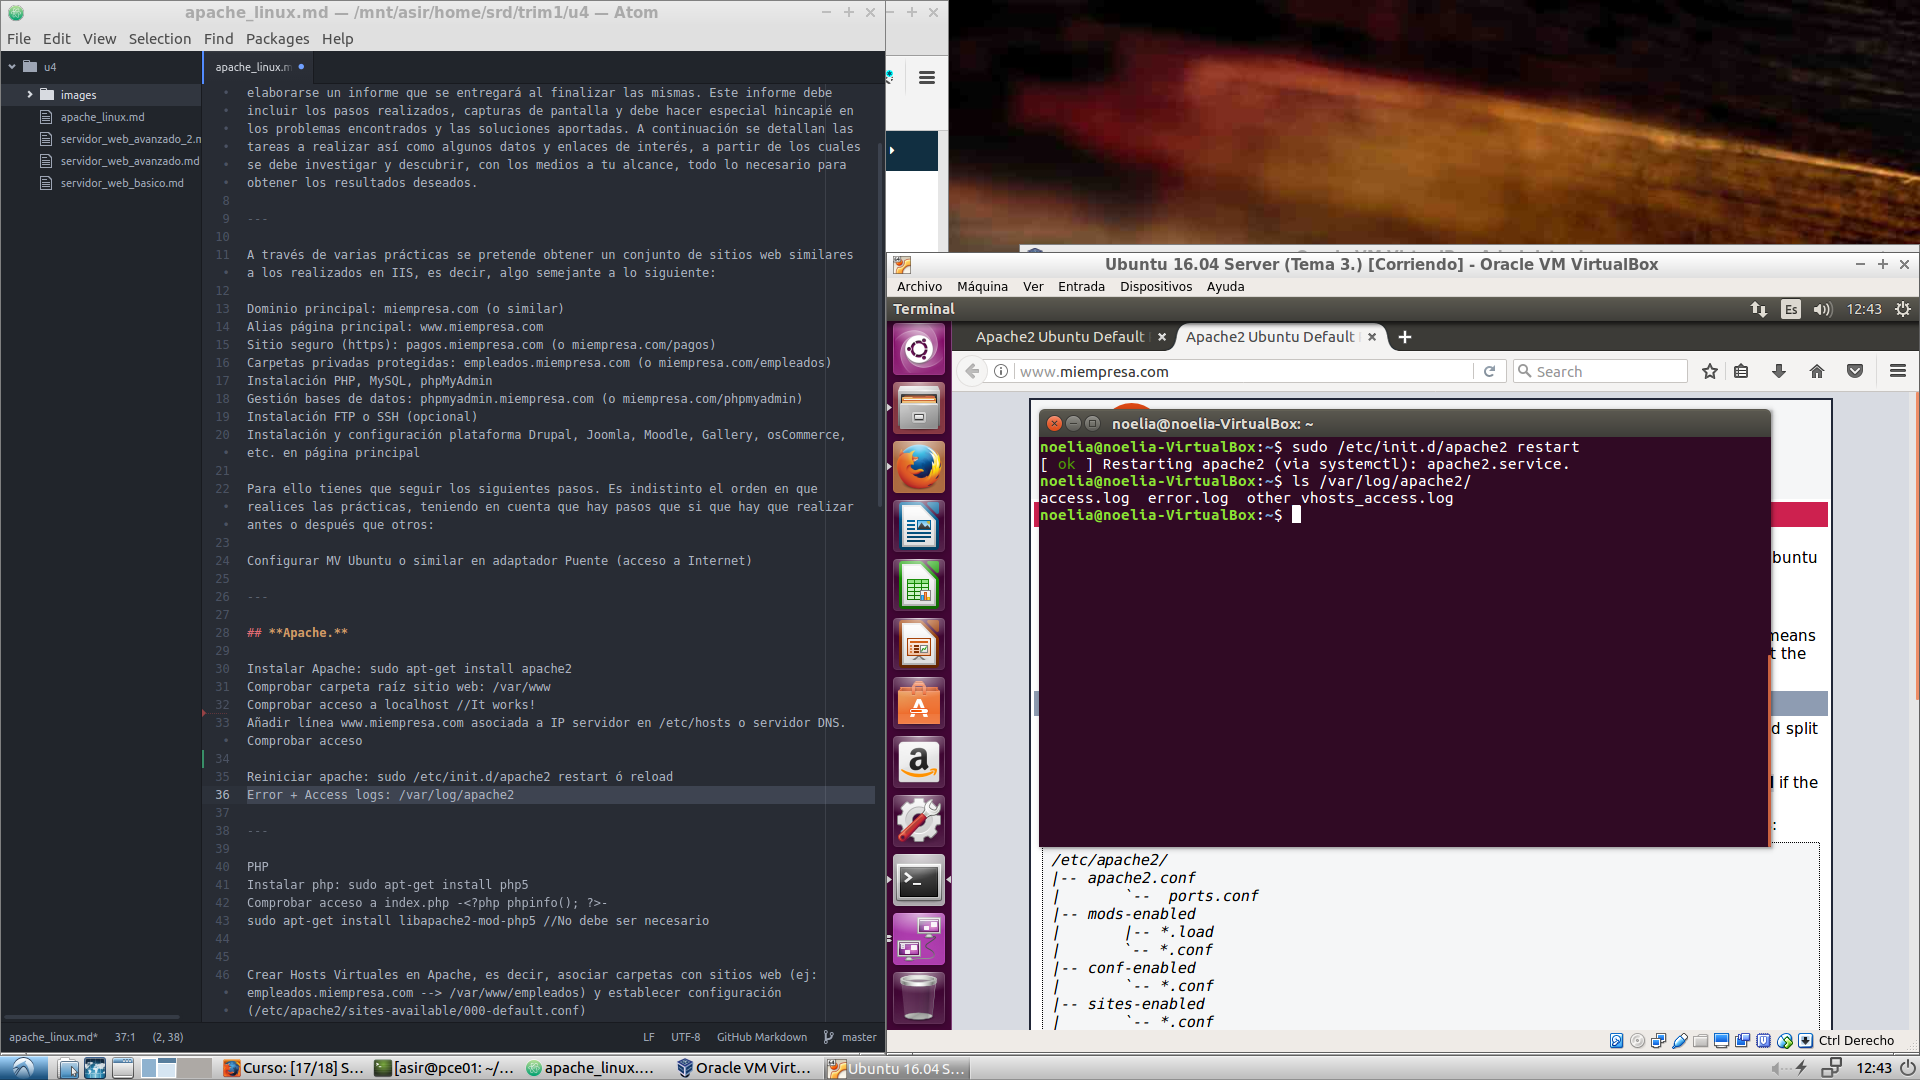 apache_linux.md — /mnt/asir/home/srd/trim1/u4 — Atom
File Edit View Selection Find Packages Help
u4
images
apache_linux.md
servidor_web_avanzado_2.m
servidor_web_avanzado.md
servidor_web_basico.md
apache_linux.m
elaborarse un informe que se entregará al finalizar las mismas. Este informe debe
incluir los pasos realizados, capturas de pantalla y debe hacer especial hincapié en
los problemas encontrados y las soluciones aportadas. A continuación se detallan las
tareas a realizar así como algunos datos y enlaces de interés, a partir de los cuales
se debe investigar y descubrir, con los medios a tu alcance, todo lo necesario para
obtener los resultados deseados.
8
9 ---
10
11 A través de varias prácticas se pretende obtener un conjunto de sitios web similares
a los realizados en IIS, es decir, algo semejante a lo siguiente:
12
13 Dominio principal: miempresa.com (o similar)
14 Alias página principal: www.miempresa.com
15 Sitio seguro (https): pagos.miempresa.com (o miempresa.com/pagos)
16 Carpetas privadas protegidas: empleados.miempresa.com (o miempresa.com/empleados)
17 Instalación PHP, MySQL, phpMyAdmin
18 Gestión bases de datos: phpmyadmin.miempresa.com (o miempresa.com/phpmyadmin)
19 Instalación FTP o SSH (opcional)
20 Instalación y configuración plataforma Drupal, Joomla, Moodle, Gallery, osCommerce,
etc. en página principal
21
22 Para ello tienes que seguir los siguientes pasos. Es indistinto el orden en que
realices las prácticas, teniendo en cuenta que hay pasos que si que hay que realizar
antes o después que otros:
23
24 Configurar MV Ubuntu o similar en adaptador Puente (acceso a Internet)
25
26 ---
27
28 ## **Apache.**
29
30 Instalar Apache: sudo apt-get install apache2
31 Comprobar carpeta raíz sitio web: /var/www
32 Comprobar acceso a localhost //It works!
33 Añadir línea www.miempresa.com asociada a IP servidor en /etc/hosts o servidor DNS.
Comprobar acceso
34
35 Reiniciar apache: sudo /etc/init.d/apache2 restart ó reload
36 Error + Access logs: /var/log/apache2
37
38 ---
39
40 PHP
41 Instalar php: sudo apt-get install php5
42 Comprobar acceso a index.php -<?php phpinfo(); ?>-
43 sudo apt-get install libapache2-mod-php5 //No debe ser necesario
44
45
46 Crear Hosts Virtuales en Apache, es decir, asociar carpetas con sitios web (ej:
empleados.miempresa.com --> /var/www/empleados) y establecer configuración
(/etc/apache2/sites-available/000-default.conf)
apache_linux.md* 37:1 (2, 38) LF UTF-8 GitHub Markdown master
Ubuntu 16.04 Server (Tema 3.) [Corriendo] - Oracle VM VirtualBox
Archivo Máquina Ver Entrada Dispositivos Ayuda
Terminal Es 12:43
Apache2 Ubuntu Default Apache2 Ubuntu Default
www.miempresa.com Search
noelia@noelia-VirtualBox: ~
noelia@noelia-VirtualBox:~$ sudo /etc/init.d/apache2 restart
[ ok ] Restarting apache2 (via systemctl): apache2.service.
noelia@noelia-VirtualBox:~$ ls /var/log/apache2/
access.log error.log other_vhosts_access.log
noelia@noelia-VirtualBox:~$
buntu
means
t the
d split
if the
:
/etc/apache2/
|-- apache2.conf
| `-- ports.conf
|-- mods-enabled
| |-- *.load
| `-- *.conf
|-- conf-enabled
| `-- *.conf
|-- sites-enabled
| `-- *.conf
Ctrl Derecho
Curso: [17/18] S... [asir@pce01: ~/... apache_linux.... Oracle VM Virt... Ubuntu 16.04 S... 12:43